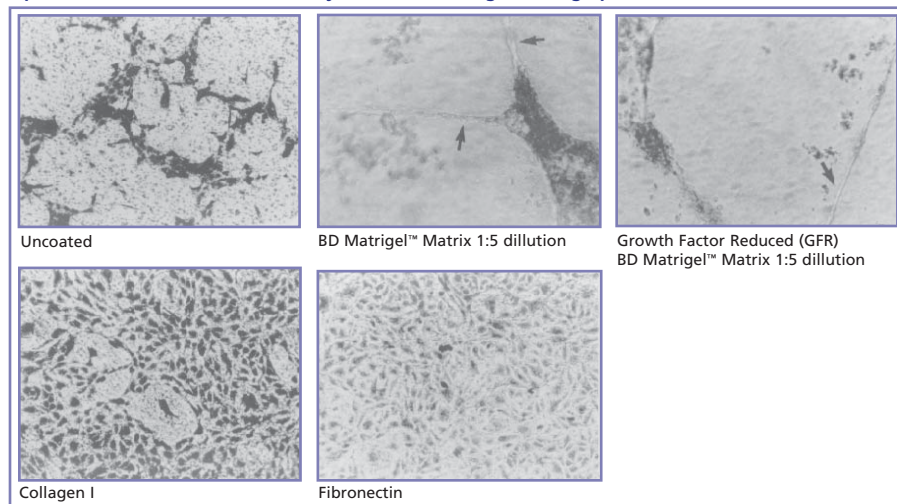 Uncoated
BD Matrigel™ Matrix 1:5 dillution
Growth Factor Reduced (GFR)
BD Matrigel™ Matrix 1:5 dillution
Collagen I
Fibronectin